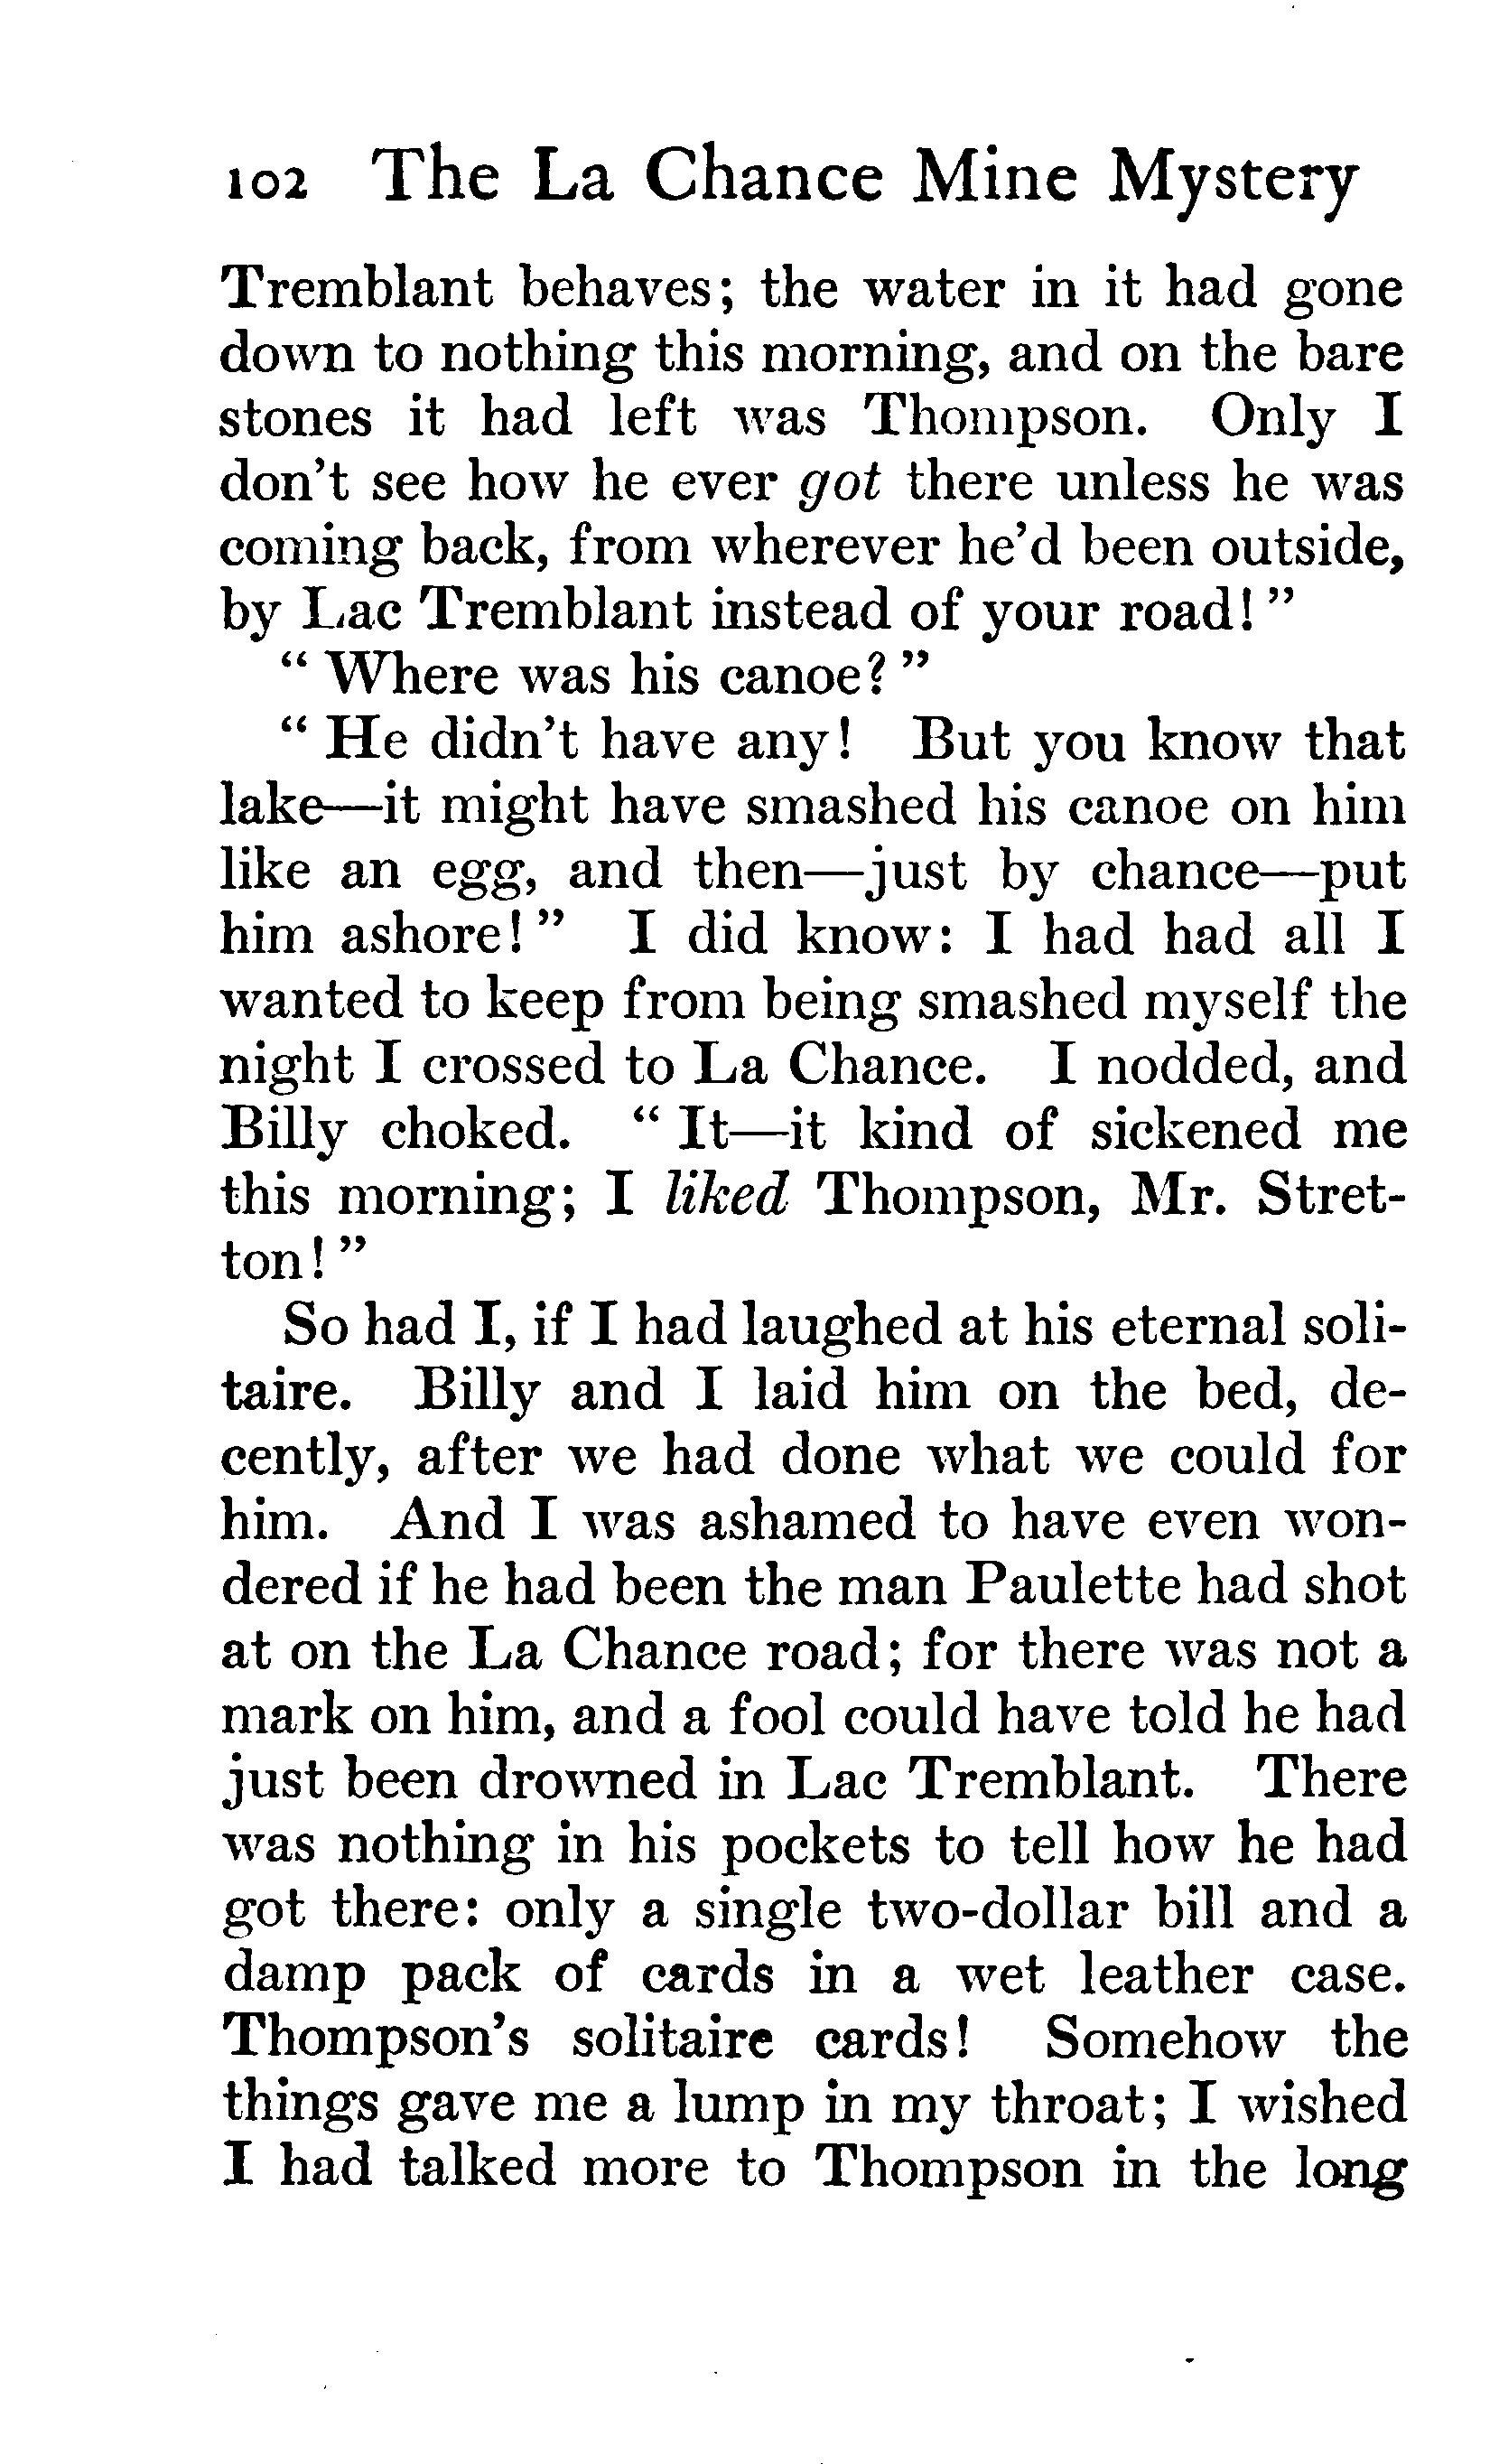 102 The La Chance Mine Mystery
Tremblant behaves; the water in it had gone
down to nothing this morning, and on the bare
stones it had left was Thompson. Only I
don't see how he ever got there unless he was
coming back, from wherever he'd been outside,
by Lac Tremblant instead of your road!"
"Where was his canoe?"
"He didn't have any! But you know that
lake—it might have smashed his canoe on him
like an egg, and then—just by chance—put
him ashore!" I did know: I had had all I
wanted to keep from being smashed myself the
night I crossed to La Chance. I nodded, and
Billy choked. "It—it kind of sickened me
this morning; I liked Thompson, Mr. Stret-
ton!"
So had I, if I had laughed at his eternal soli-
taire. Billy and I laid him on the bed, de-
cently, after we had done what we could for
him. And I was ashamed to have even won-
dered if he had been the man Paulette had shot
at on the La Chance road; for there was not a
mark on him, and a fool could have told he had
just been drowned in Lac Tremblant. There
was nothing in his pockets to tell how he had
got there: only a single two-dollar bill and a
damp pack of cards in a wet leather case.
Thompson's solitaire cards! Somehow the
things gave me a lump in my throat; I wished
I had talked more to Thompson in the long